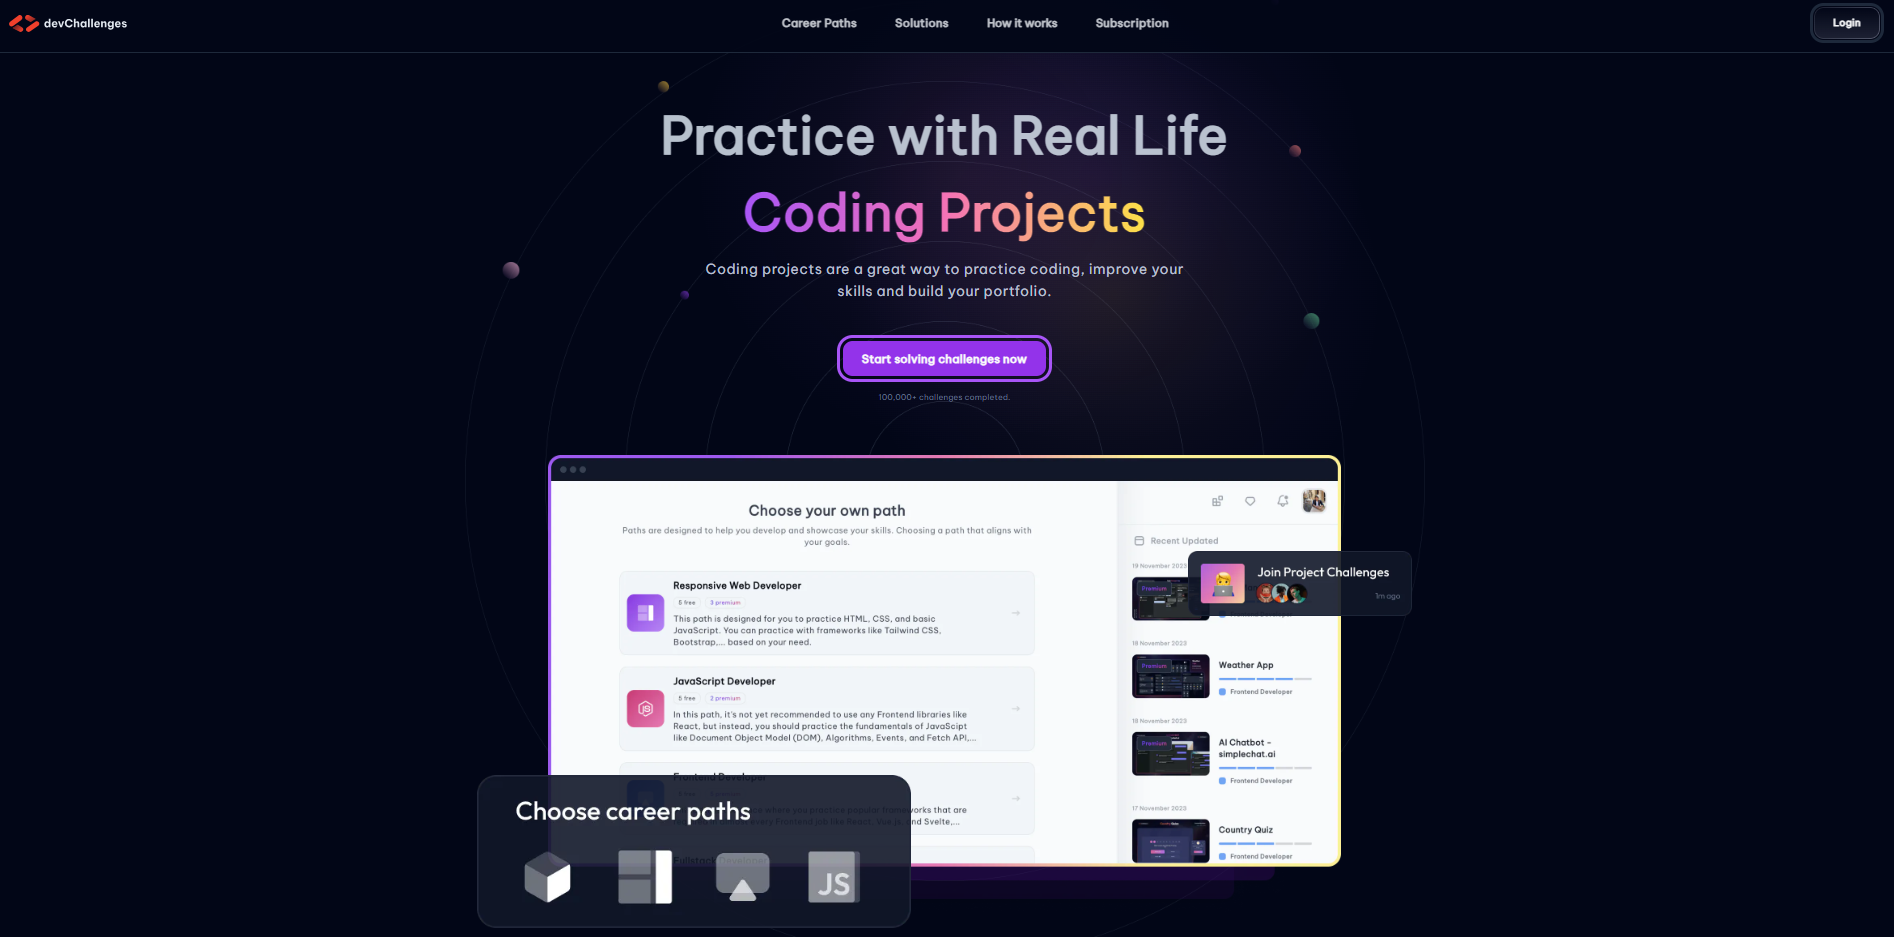 devChallenges
Career Paths
Solutions
How it works
Subscription
Login
Practice with Real Life
Coding Projects
Coding projects are a great way to practice coding, improve your
skills and build your portfolio.
Start solving challenges now
100,000+ challenges completed.
Choose your own path
Paths are designed to help you develop and showcase your skills. Choosing a path that aligns with
your goals.
Responsive Web Developer
5 free
3 premium
This path is designed for you to practice HTML, CSS, and basic
JavaScript. You can practice with frameworks like Tailwind CSS,
Bootstrap,... based on your need.
JavaScript Developer
5 free
2 premium
In this path, it's not yet recommended to use any Frontend libraries like
React, but instead, you should practice the fundamentals of JavaScipt
like Document Object Model (DOM), Algorithms, Events, and Fetch API,...
Frontend Developer
where you practice popular frameworks that are
every Frontend job like React, Vue js, and Svelte,...
Fullstack Developer
Choose career paths
JS
Recent Updated
19 November 2023
Premium
Join Project Challenges
1m ago
18 November 2023
Premium
Weather App
Frontend Developer
18 November 2023
Premium
AI Chatbot -
simplechat.ai
Frontend Developer
17 November 2023
Country Quiz
Frontend Developer